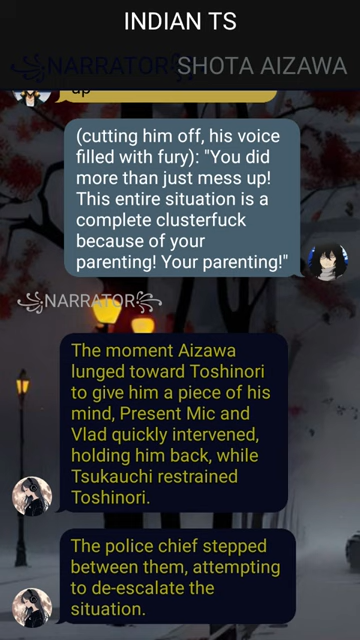 INDIAN TS
꧁NARRATOR꧂ SHOTA AIZAWA
up"
(cutting him off, his voice
filled with fury): "You did
more than just mess up!
This entire situation is a
complete clusterfuck
because of your
parenting! Your parenting!"
꧁NARRATOR꧂
The moment Aizawa
lunged toward Toshinori
to give him a piece of his
mind, Present Mic and
Vlad quickly intervened,
holding him back, while
Tsukauchi restrained
Toshinori.
The police chief stepped
between them, attempting
to de-escalate the
situation.